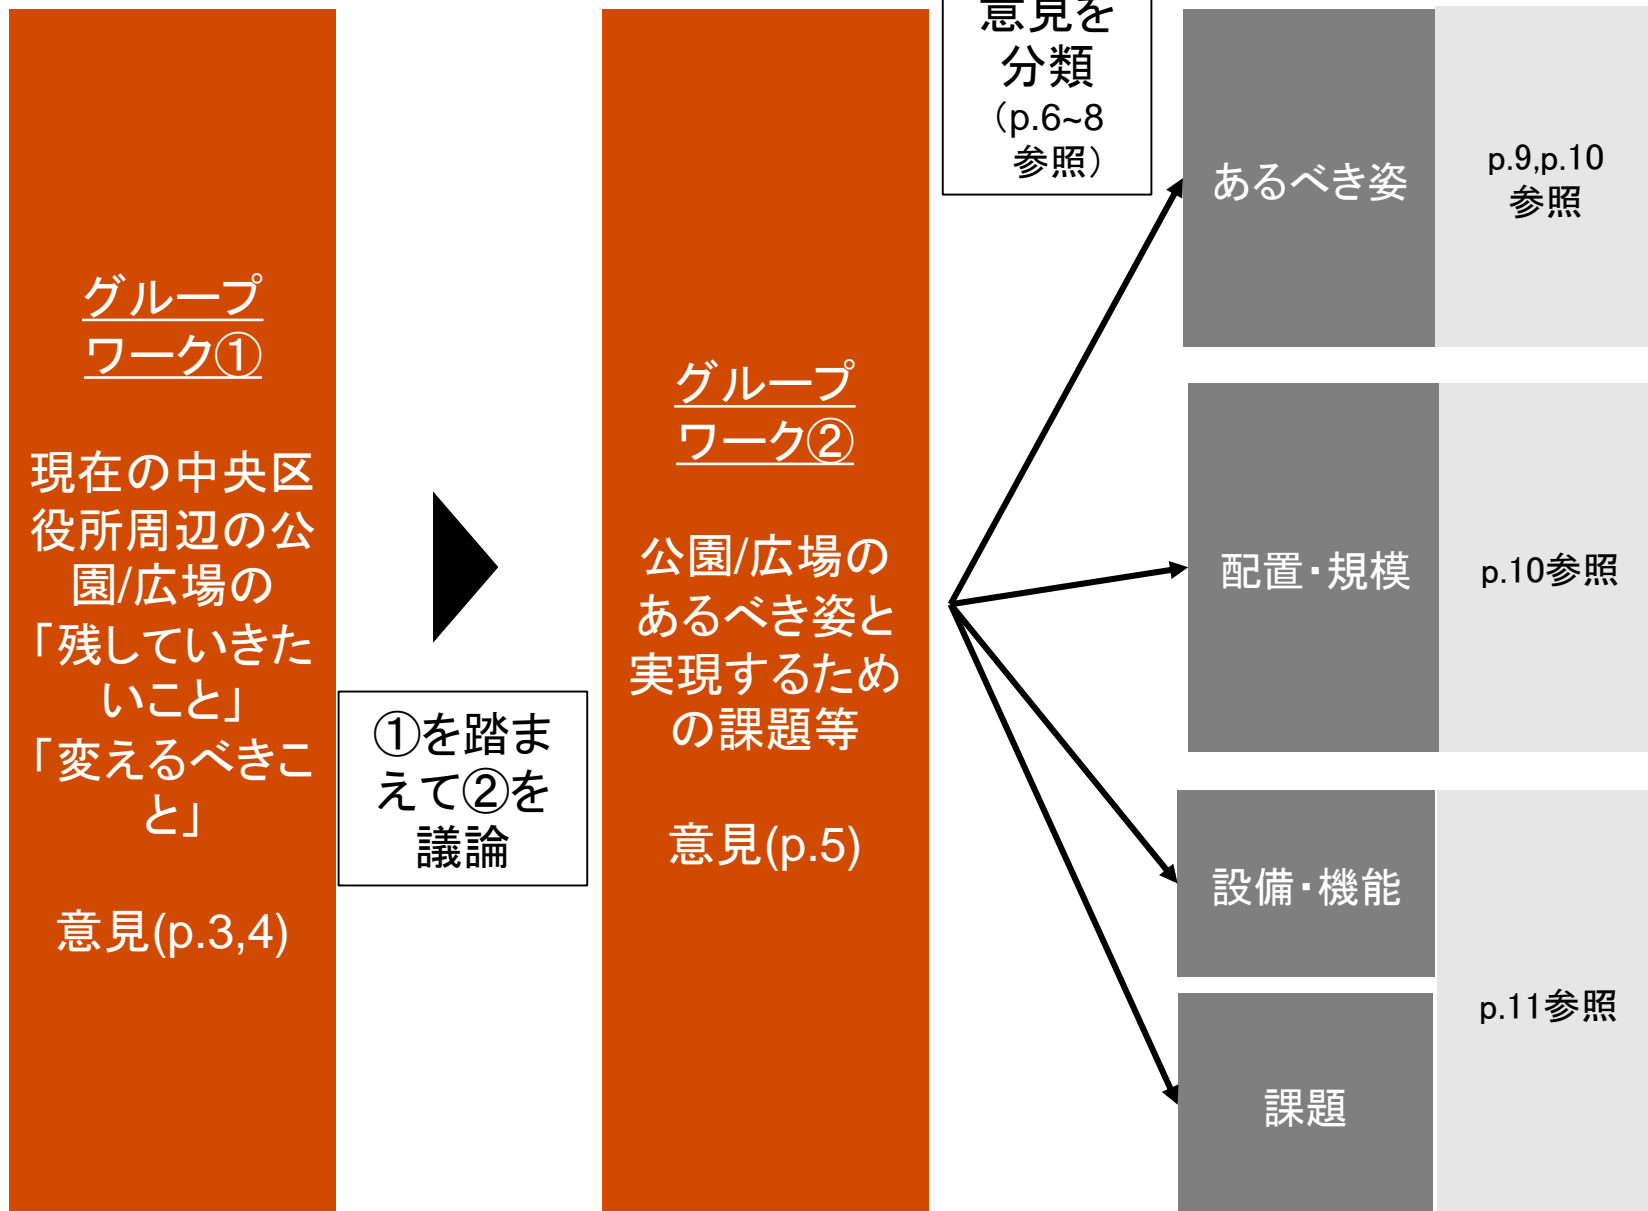 グループ
ワーク①
現在の中央区
役所周辺の公
園/広場の
「残していきた
いこと」
「変えるべきこ
と」
意見(p.3,4)
①を踏ま
えて②を
議論
グループ
ワーク②
公園/広場の
あるべき姿と
実現するため
の課題等
意見(p.5)
意見を
分類
（p.6~8
参照）
あるべき姿
p.9,p.10
参照
配置・規模
p.10参照
設備・機能
課題
p.11参照